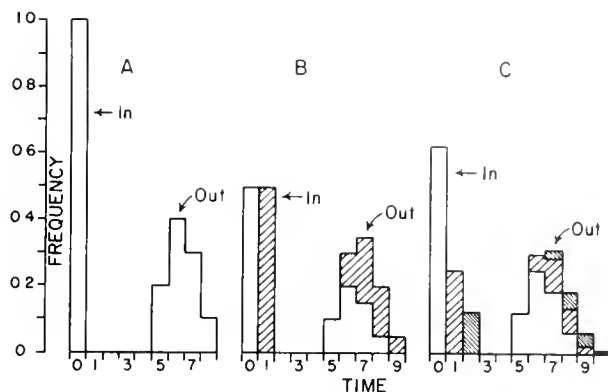 1.0
0.8
0.6
0.4
0.2
0
FREQUENCY
A
In
Out
0 1 3 5 7
B
In
Out
0 1 3 5 7 9
C
In
Out
0 1 3 5 7 9
TIME